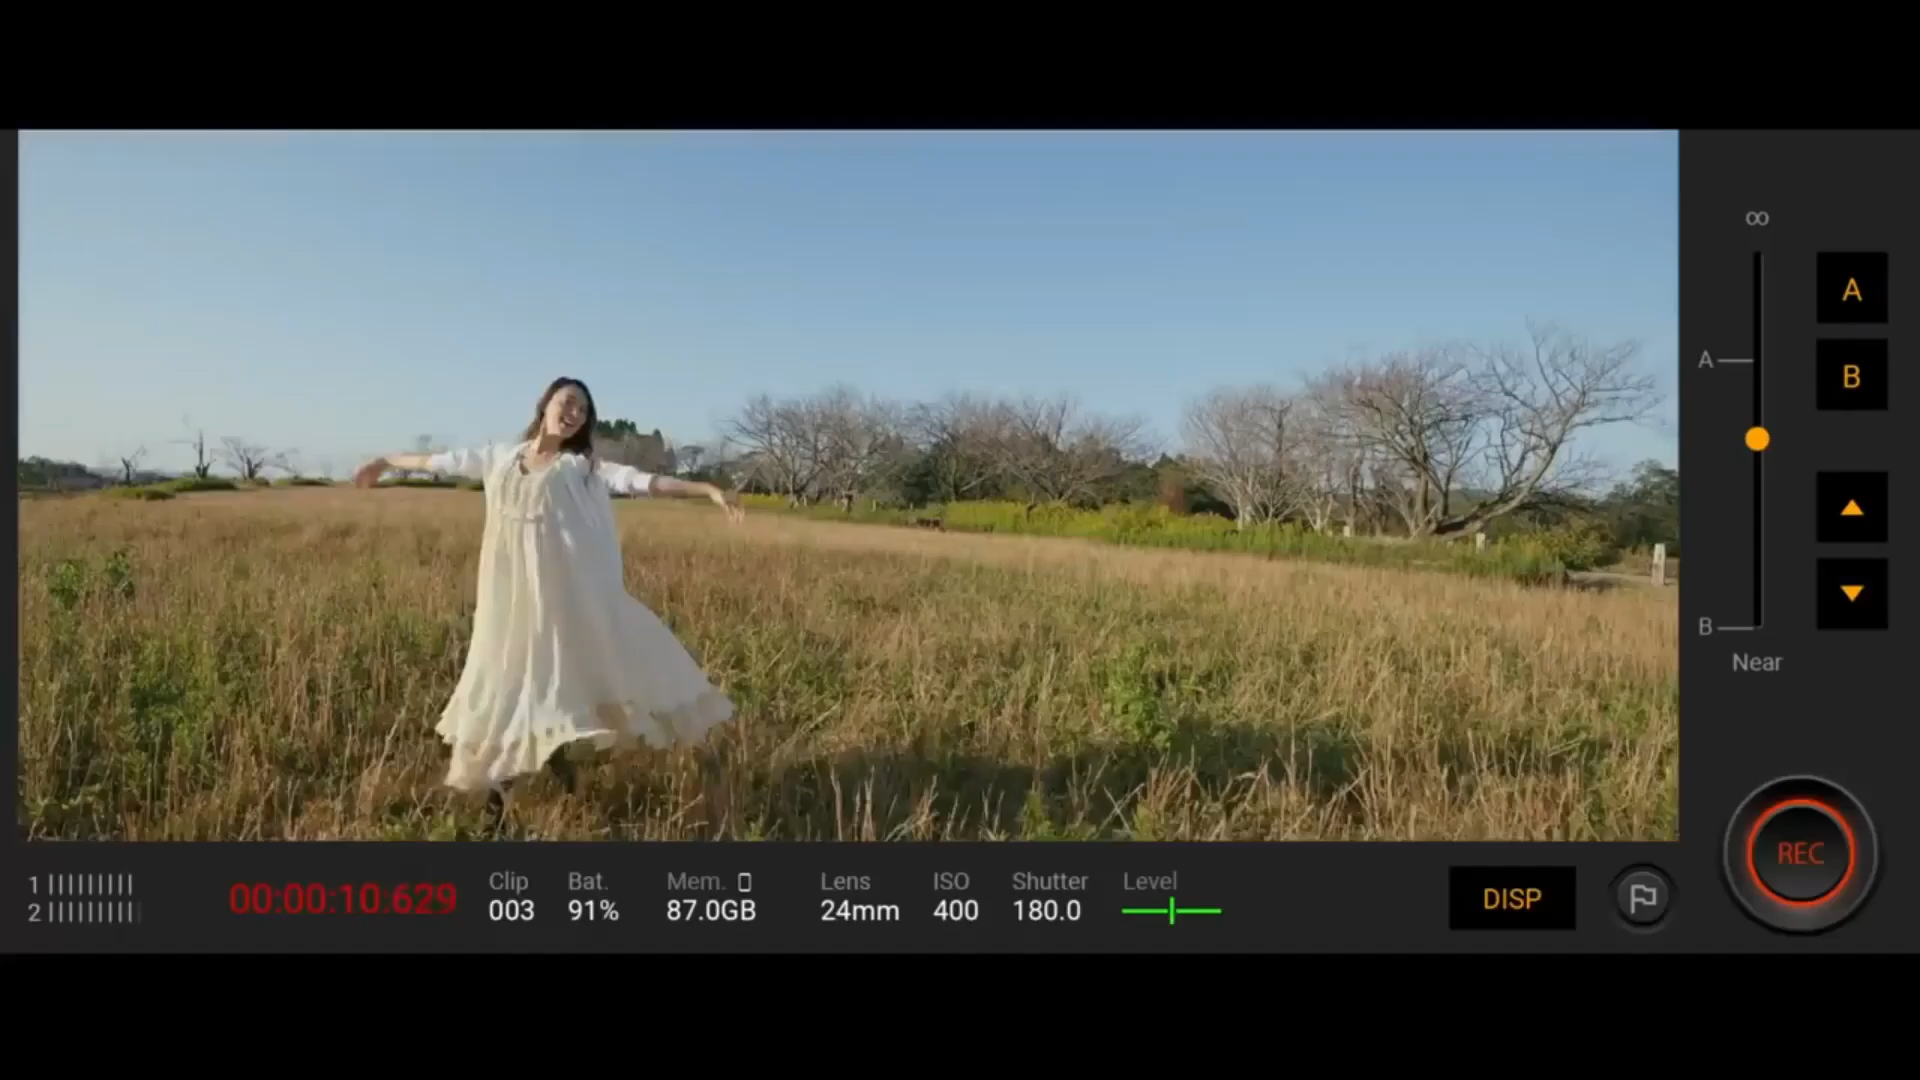 ∞
A
A
B
B
Near
REC
1
2
00:00:10:629
Clip
003
Bat.
91%
Mem.
87.0GB
Lens
24mm
ISO
400
Shutter
180.0
Level
DISP